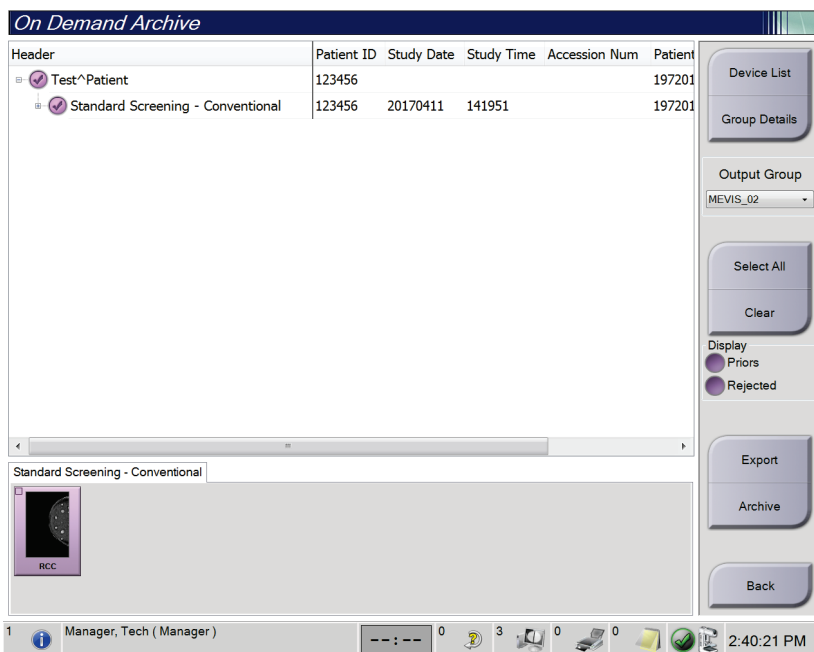 On Demand Archive
Header Patient ID Study Date Study Time Accession Num Patient
Test^Patient 123456 197201
Standard Screening - Conventional 123456 20170411 141951 197201
Device List
Group Details
Output Group
MEVIS_02
Select All
Clear
Display
Priors
Rejected
Export
Archive
Back
Standard Screening - Conventional
RCC
1 Manager, Tech ( Manager ) --:-- 0 3 0 0 2:40:21 PM